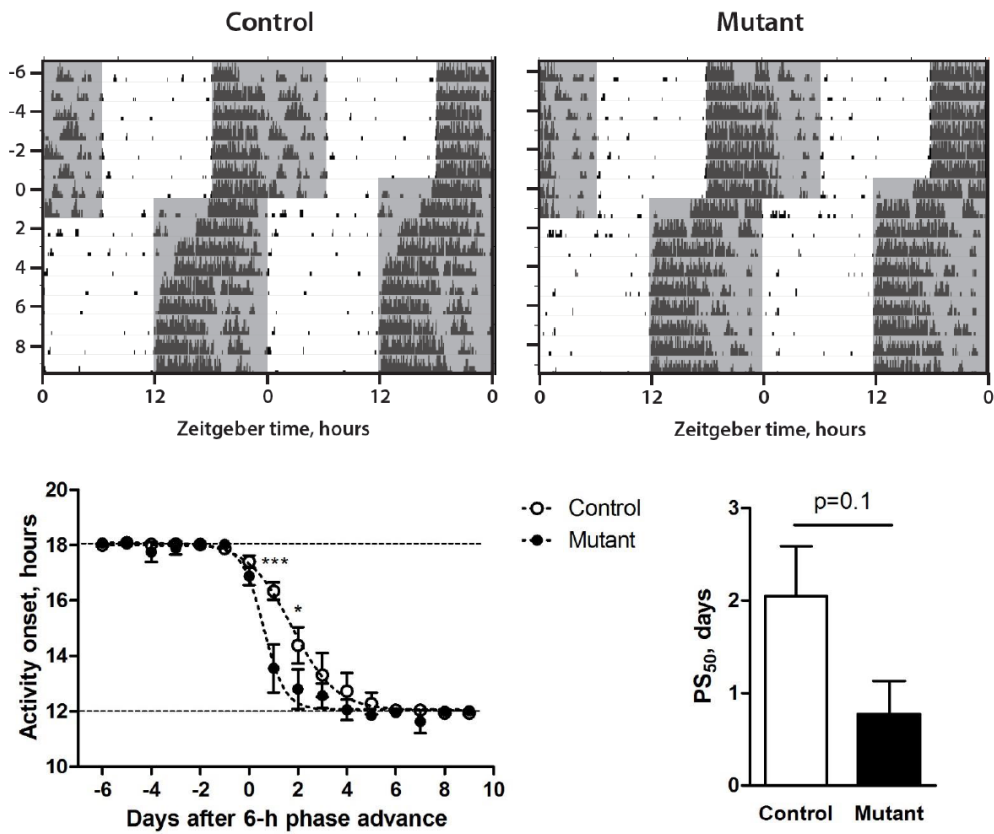 Control
Mutant
-6
-4
-2
0
2
4
6
8
0 12 0 12 0
0 12 0 12 0
Zeitgeber time, hours
Zeitgeber time, hours
20
18
16
14
12
10
Activity onset, hours
***
*
-6 -4 -2 0 2 4 6 8 10
Days after 6-h phase advance
Control
Mutant
p=0.1
3
2
1
0
PS50, days
Control Mutant